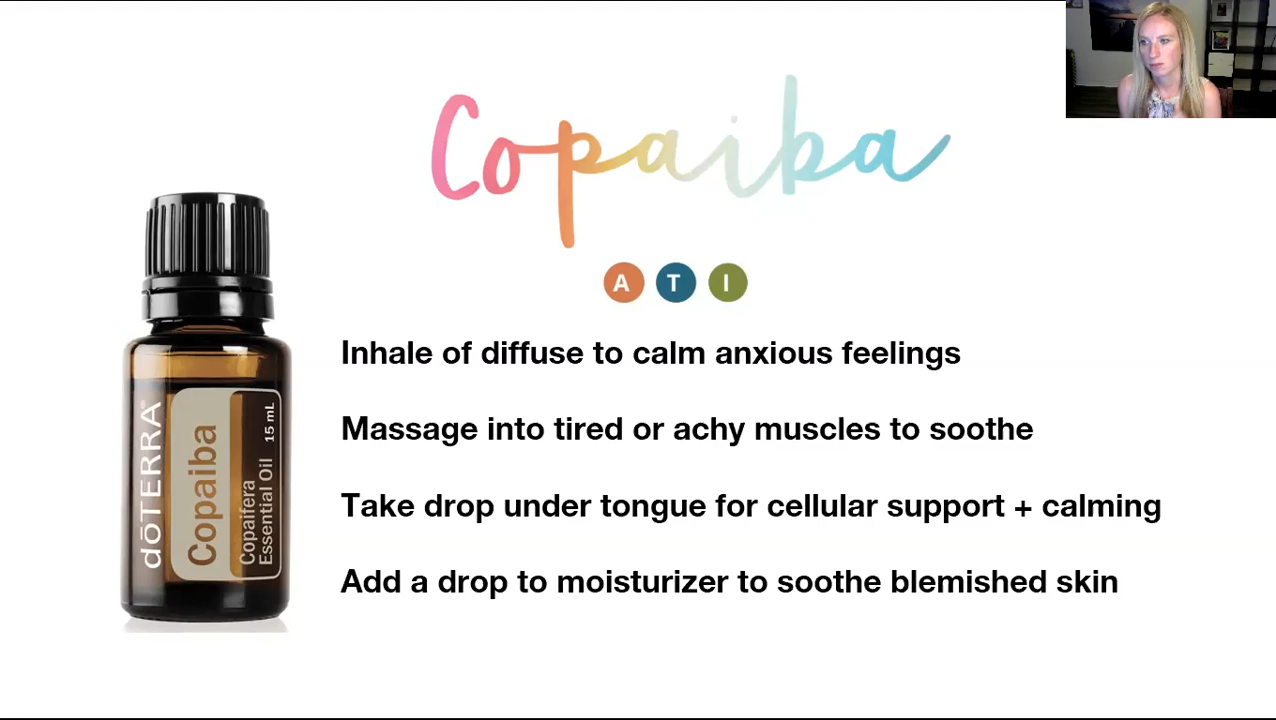 Copaiba
A T I
Inhale of diffuse to calm anxious feelings
Massage into tired or achy muscles to soothe
Take drop under tongue for cellular support + calming
Add a drop to moisturizer to soothe blemished skin
dōTERRA®
Copaiba
Copaifera
Essential Oil 15 mL